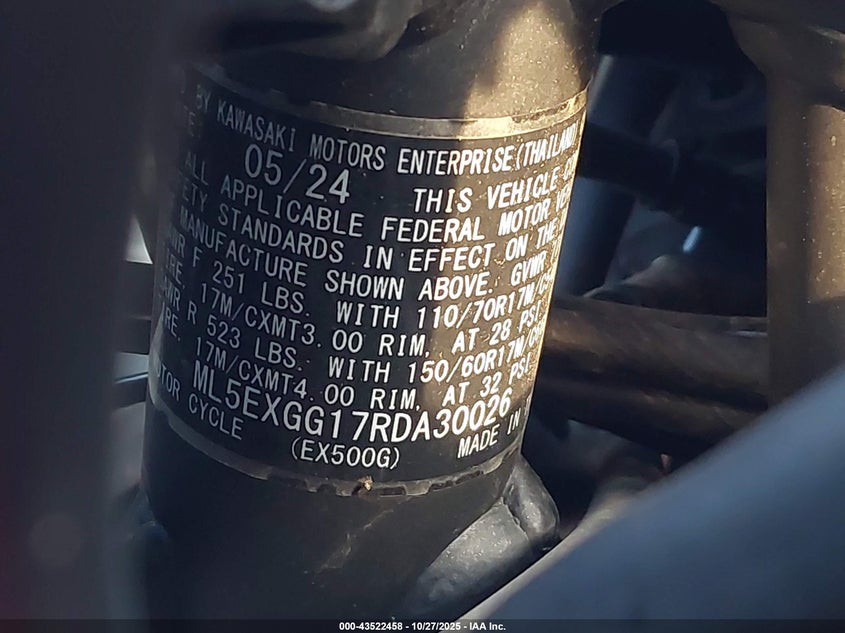 BY KAWASAKI MOTORS ENTERPRISE(THAILAND)
05/24 THIS VEHICLE
ALL APPLICABLE FEDERAL MOTOR
STANDARDS IN EFFECT ON THE
MANUFACTURE SHOWN ABOVE. GVWR
F 251 LBS. WITH 110/70R17M/C
17M/CXMT3.00 RIM, AT 28 PSI
R 523 LBS. WITH 150/60R17M/C
17M/CXMT4.00 RIM, AT 32 PSI
ML5EXGG17RDA30026
CYCLE (EX500G) MADE IN
000-43522458 - 10/27/2025 - IAA Inc.